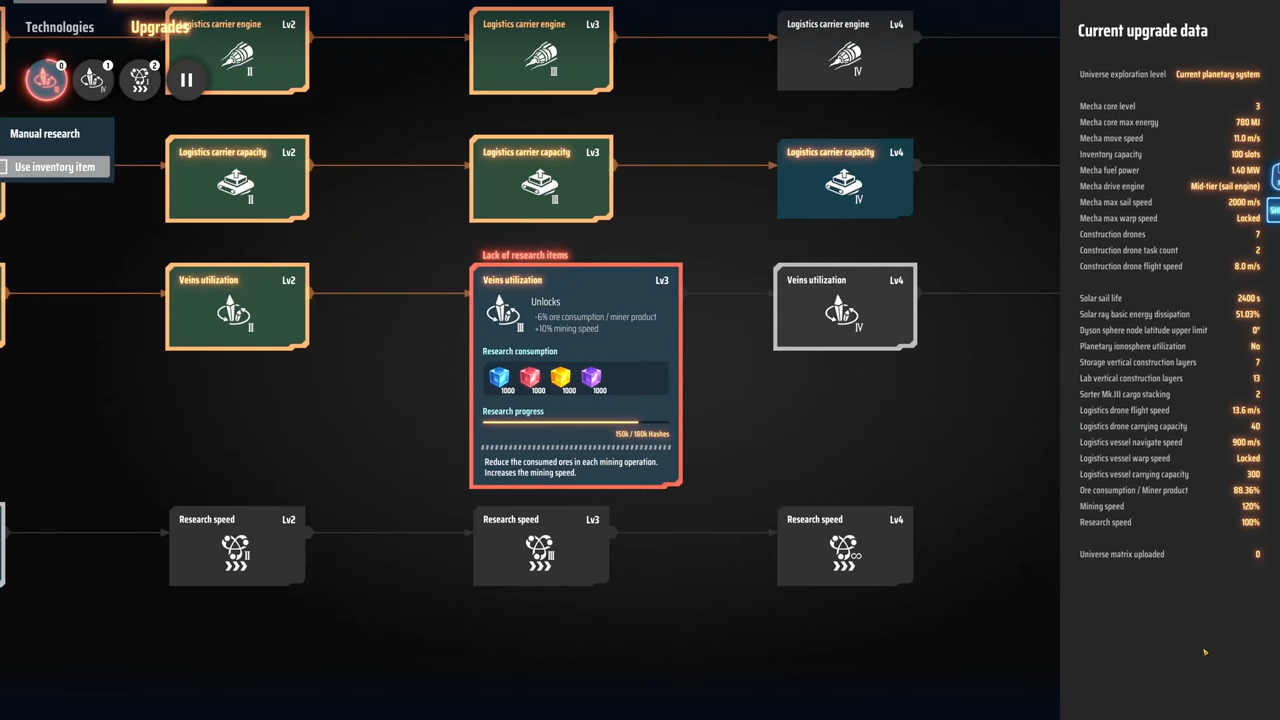 Technologies
Upgrades
0
1
2
Manual research
Use inventory item
Logistics carrier engine Lv2
II
Logistics carrier engine Lv3
III
Logistics carrier engine Lv4
IV
Logistics carrier capacity Lv2
II
Logistics carrier capacity Lv3
III
Logistics carrier capacity Lv4
IV
Veins utilization Lv2
II
Lack of research items
Veins utilization Lv3
III
Unlocks
-6% ore consumption / miner product
+10% mining speed
Research consumption
1000 1000 1000 1000
Research progress
150k / 180k Hashes
Reduce the consumed ores in each mining operation.
Increases the mining speed.
Veins utilization Lv4
IV
Research speed Lv2
II
Research speed Lv3
III
Research speed Lv4
∞
Current upgrade data
Universe exploration level Current planetary system
Mecha core level 3
Mecha core max energy 780 MJ
Mecha move speed 11.0 m/s
Inventory capacity 100 slots
Mecha fuel power 1.40 MW
Mecha drive engine Mid-tier (sail engine)
Mecha max sail speed 2000 m/s
Mecha max warp speed Locked
Construction drones 7
Construction drone task count 2
Construction drone flight speed 8.0 m/s
Solar sail life 2400 s
Solar ray basic energy dissipation 51.03%
Dyson sphere node latitude upper limit 0°
Planetary ionosphere utilization No
Storage vertical construction layers 7
Lab vertical construction layers 13
Sorter Mk.III cargo stacking 2
Logistics drone flight speed 13.6 m/s
Logistics drone carrying capacity 40
Logistics vessel navigate speed 900 m/s
Logistics vessel warp speed Locked
Logistics vessel carrying capacity 300
Ore consumption / Miner product 88.36%
Mining speed 120%
Research speed 100%
Universe matrix uploaded 0